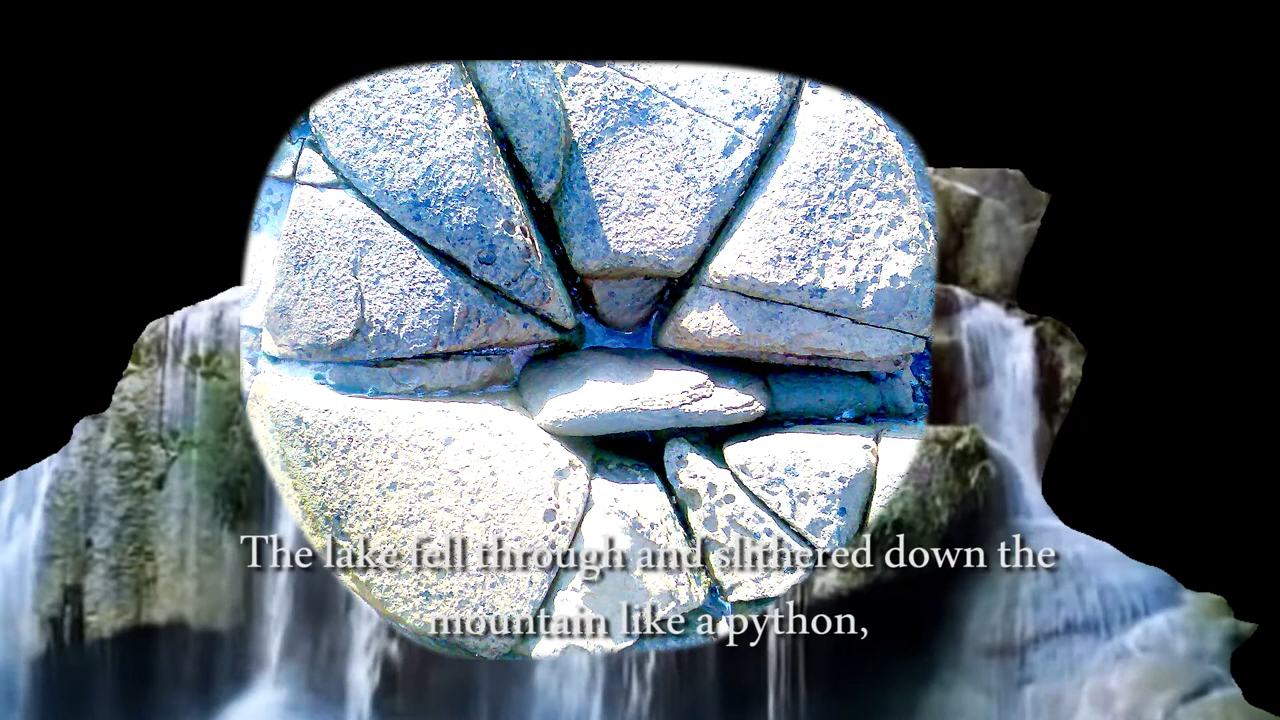 The lake fell through and slithered down the
mountain like a python,